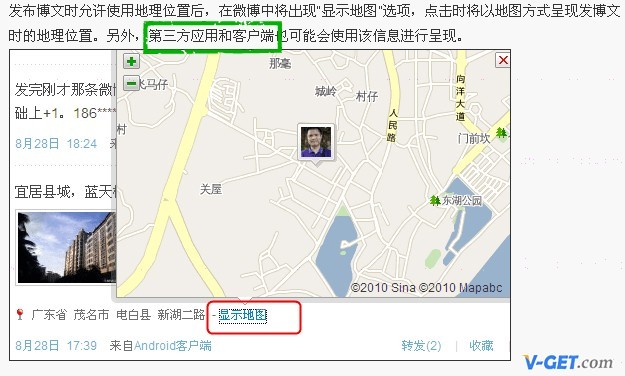 发布博文时允许使用地理位置后，在微博中将出现"显示地图"选项，点击时将以地图方式呈现发博文
时的地理位置。另外，第三方应用和客户端也可能会使用该信息进行呈现。
那毫
水马仔
城岭
村仔
向洋大道
发完刚才那条微博
础上+1。186****
人民路
门前坎
村
8月28日 18:24 来
关屋
东湖公园
宜居县城，蓝天
©2010 Sina ©2010 Mapabc
广东省 茂名市 电白县 新湖二路 - 显示地图
8月28日 17:39 来自Android客户端 转发(2) | 收藏
V-GET.com